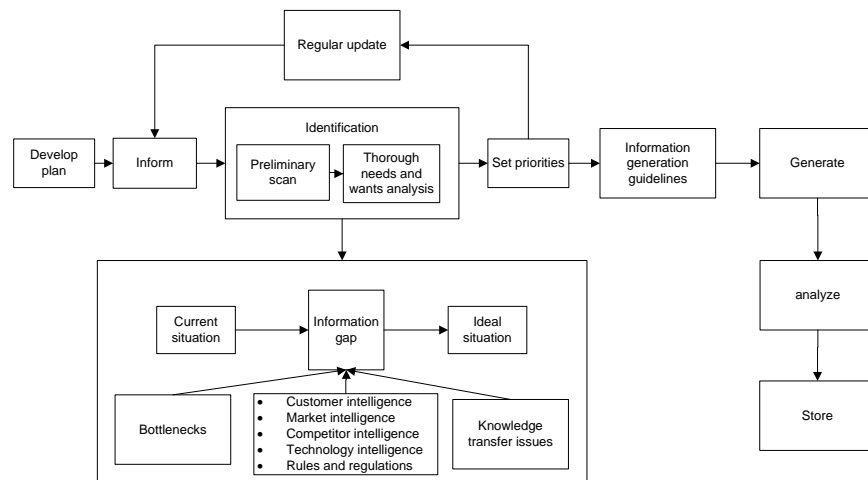 Regular update
Develop
plan
Inform
Identification
Preliminary
scan
Thorough
needs and
wants analysis
Set priorities
Information
generation
guidelines
Generate
Current
situation
Information
gap
Ideal
situation
analyze
Bottlenecks
• Customer intelligence
• Market intelligence
• Competitor intelligence
• Technology intelligence
• Rules and regulations
Knowledge
transfer issues
Store